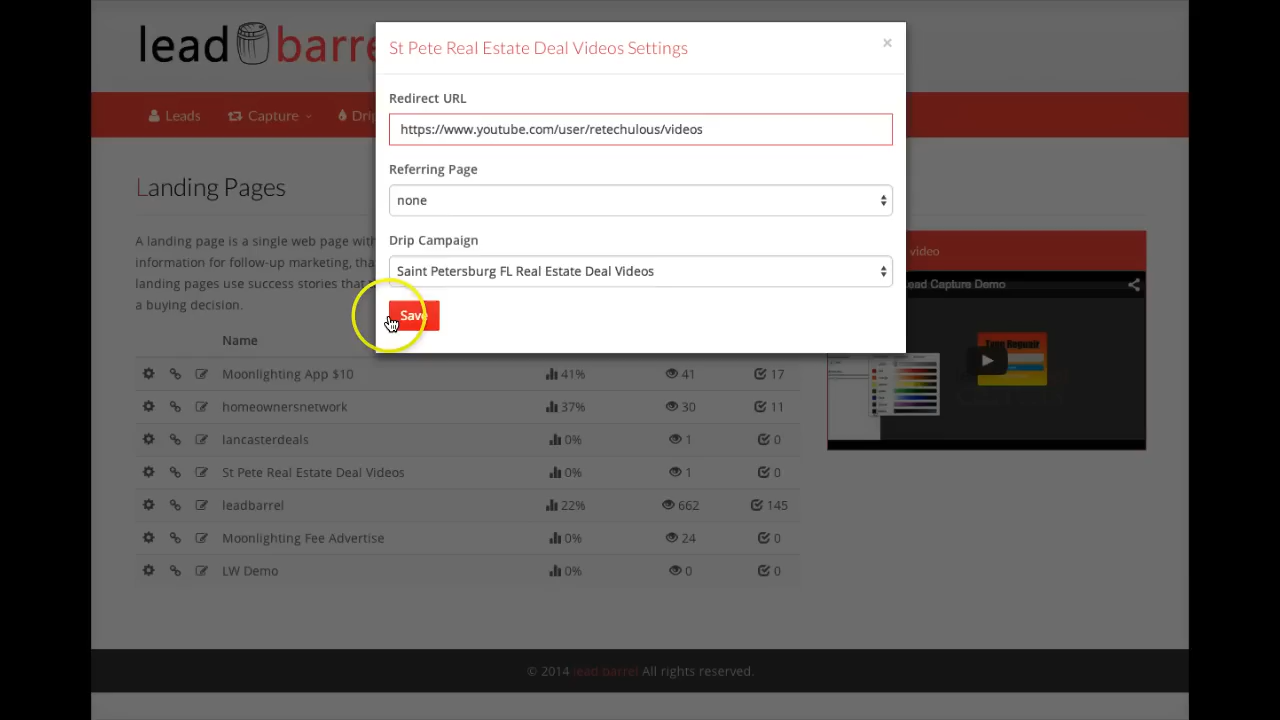 lead barre
St Pete Real Estate Deal Videos Settings
×
Redirect URL
https://www.youtube.com/user/retechulous/videos
Referring Page
none
Drip Campaign
Saint Petersburg FL Real Estate Deal Videos
Save
Leads Capture Drip
Landing Pages
A landing page is a single web page with
information for follow-up marketing, tha
landing pages use success stories that
a buying decision.
video
ead Capture Demo
Type Regular
Name
Moonlighting App $10 41% 41 17
homeownersnetwork 37% 30 11
lancasterdeals 0% 1 0
St Pete Real Estate Deal Videos 0% 1 0
leadbarrel 22% 662 145
Moonlighting Fee Advertise 0% 24 0
LW Demo 0% 0 0
© 2014 lead barrel All rights reserved.